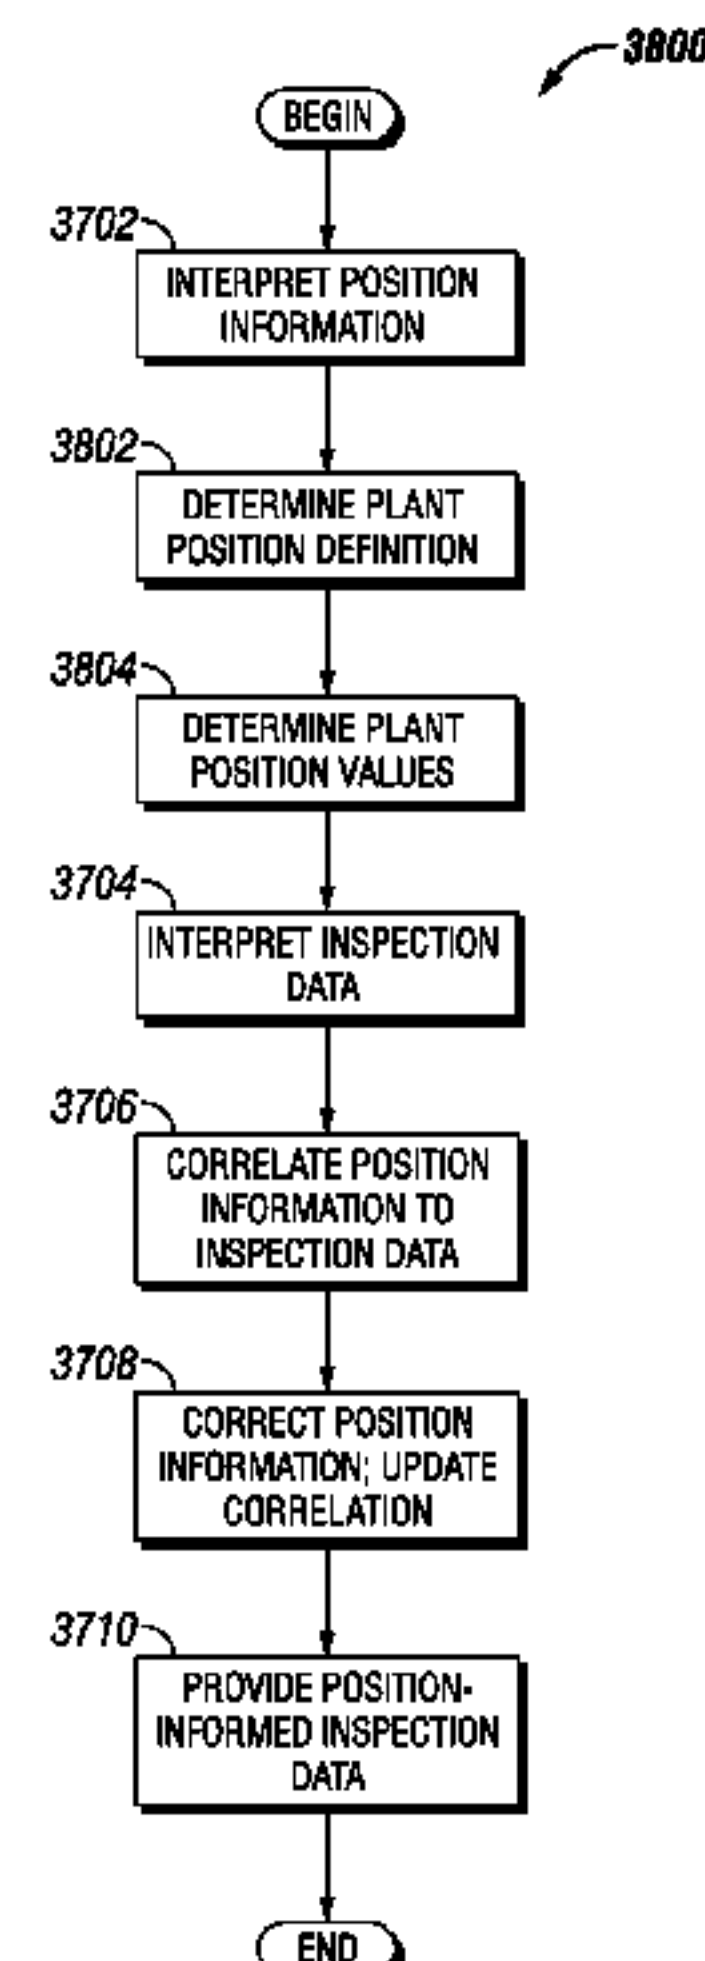 3800
BEGIN
3702
INTERPRET POSITION
INFORMATION
3802
DETERMINE PLANT
POSITION DEFINITION
3804
DETERMINE PLANT
POSITION VALUES
3704
INTERPRET INSPECTION
DATA
3706
CORRELATE POSITION
INFORMATION TO
INSPECTION DATA
3708
CORRECT POSITION
INFORMATION; UPDATE
CORRELATION
3710
PROVIDE POSITION-
INFORMED INSPECTION
DATA
END